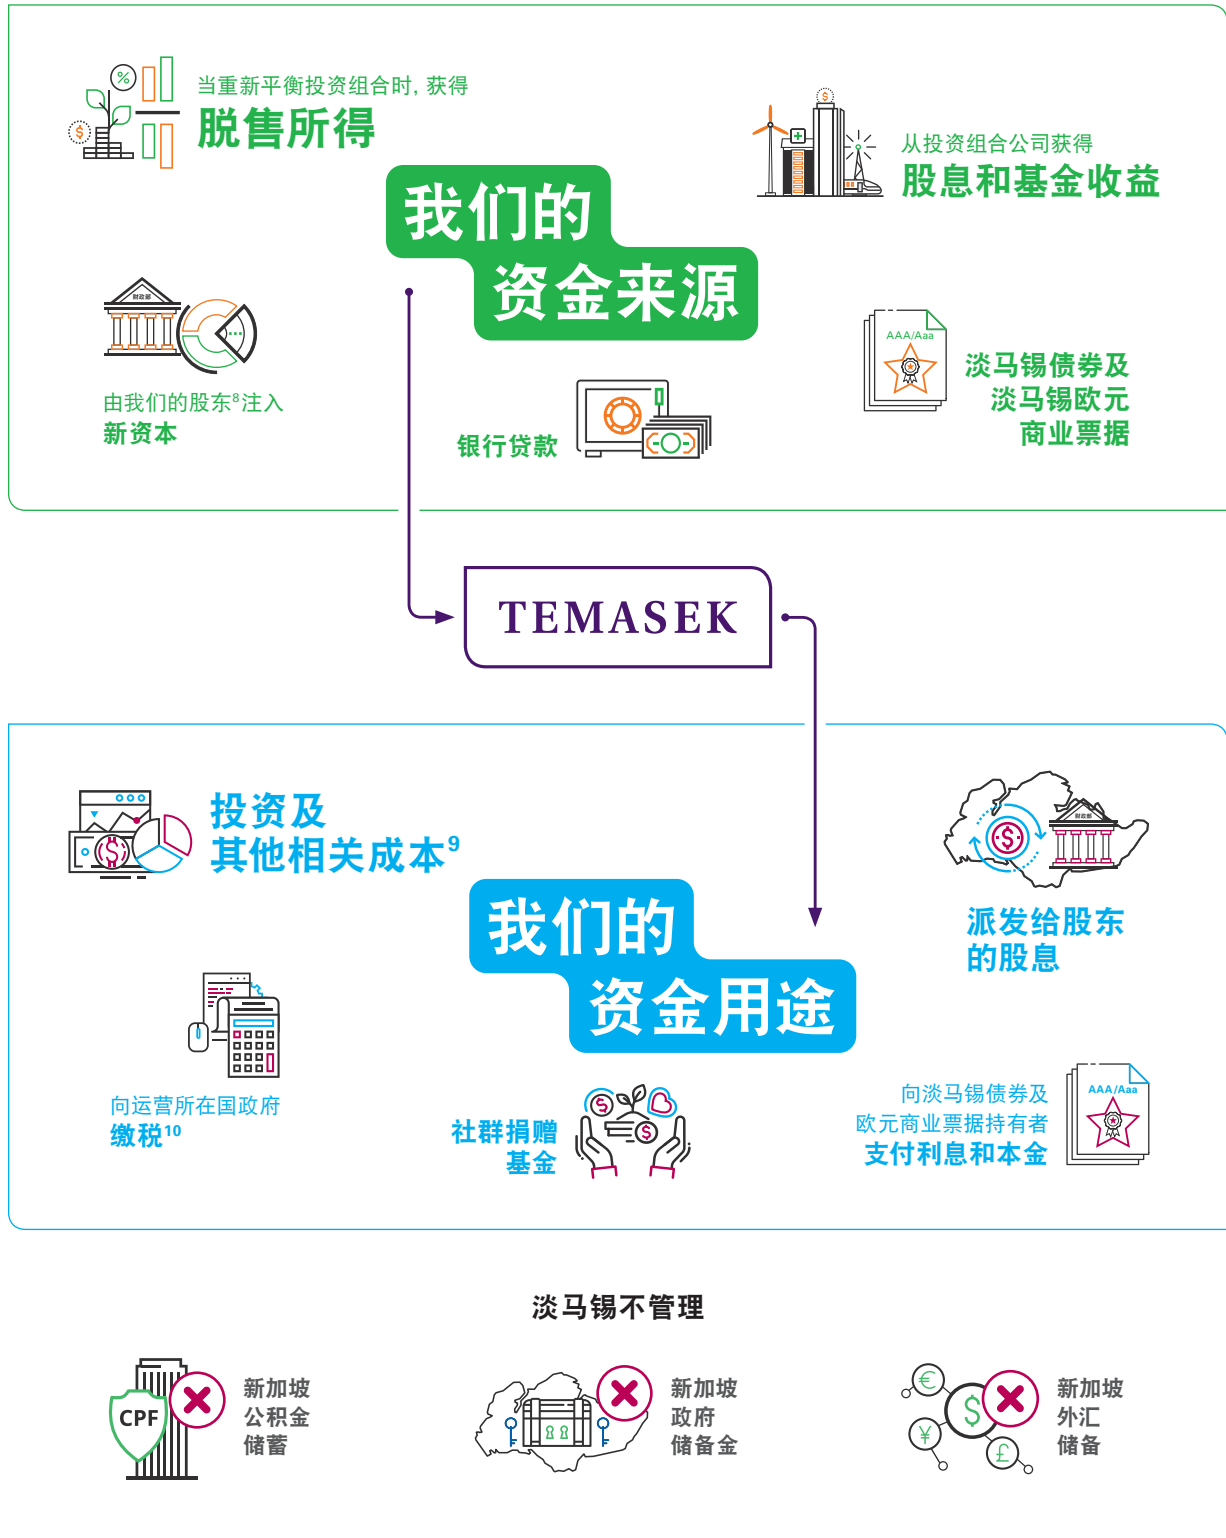 当重新平衡投资组合时, 获得
脱售所得
从投资组合公司获得
股息和基金收益
我们的
资金来源
财政部
由我们的股东⁸注入
新资本
银行贷款
AAA/Aaa
淡马锡债券及
淡马锡欧元
商业票据
TEMASEK
投资及
其他相关成本⁹
财政部
派发给股东
的股息
我们的
资金用途
向运营所在国政府
缴税¹⁰
社群捐赠
基金
向淡马锡债券及
欧元商业票据持有者
支付利息和本金
AAA/Aaa
淡马锡不管理
CPF
新加坡
公积金
储蓄
新加坡
政府
储备金
新加坡
外汇
储备